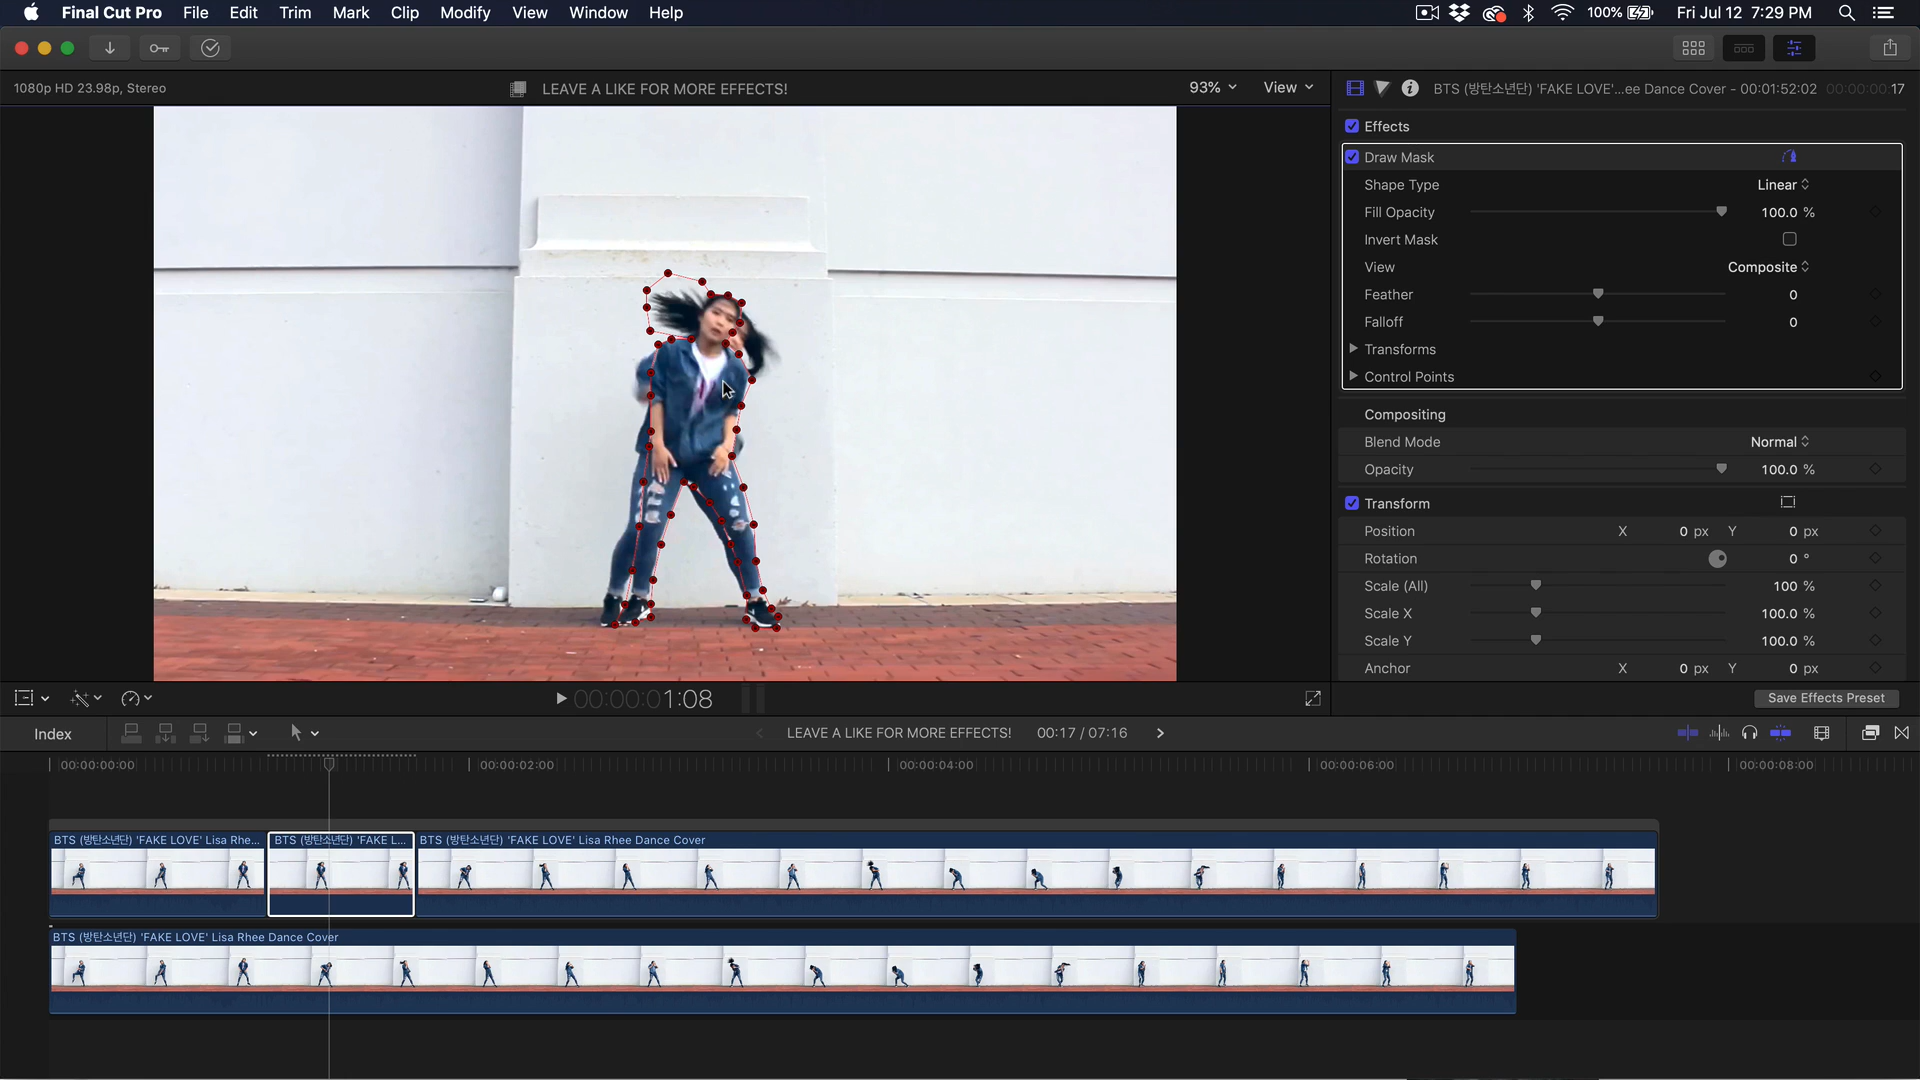 Final Cut Pro File Edit Trim Mark Clip Modify View Window Help 100% Fri Jul 12 7:29 PM
1080p HD 23.98p, Stereo LEAVE A LIKE FOR MORE EFFECTS! 93% View BTS (방탄소년단) 'FAKE LOVE'...ee Dance Cover - 00:01:52:02 00:00:00:17
Effects
Draw Mask
Shape Type Linear
Fill Opacity 100.0 %
Invert Mask
View Composite
Feather 0
Falloff 0
Transforms
Control Points
Compositing
Blend Mode Normal
Opacity 100.0 %
Transform
Position X 0 px Y 0 px
Rotation 0 °
Scale (All) 100 %
Scale X 100.0 %
Scale Y 100.0 %
Anchor X 0 px Y 0 px
00:00:01:08 Save Effects Preset
Index LEAVE A LIKE FOR MORE EFFECTS! 00:17 / 07:16
00:00:00:00 00:00:02:00 00:00:04:00 00:00:06:00 00:00:08:00
BTS (방탄소년단) 'FAKE LOVE' Lisa Rhe... BTS (방탄소년단) 'FAKE L... BTS (방탄소년단) 'FAKE LOVE' Lisa Rhee Dance Cover
BTS (방탄소년단) 'FAKE LOVE' Lisa Rhee Dance Cover